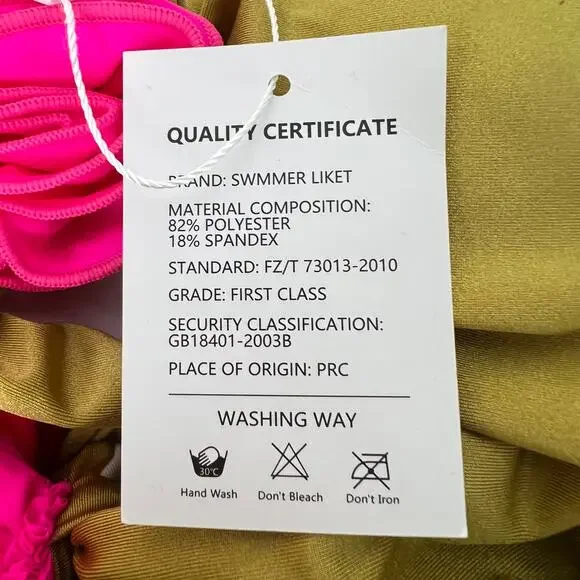 QUALITY CERTIFICATE
BRAND: SWMMER LIKET
MATERIAL COMPOSITION:
82% POLYESTER
18% SPANDEX
STANDARD: FZ/T 73013-2010
GRADE: FIRST CLASS
SECURITY CLASSIFICATION:
GB18401-2003B
PLACE OF ORIGIN: PRC
WASHING WAY
30°C
Hand Wash
Don't Bleach
Don't Iron